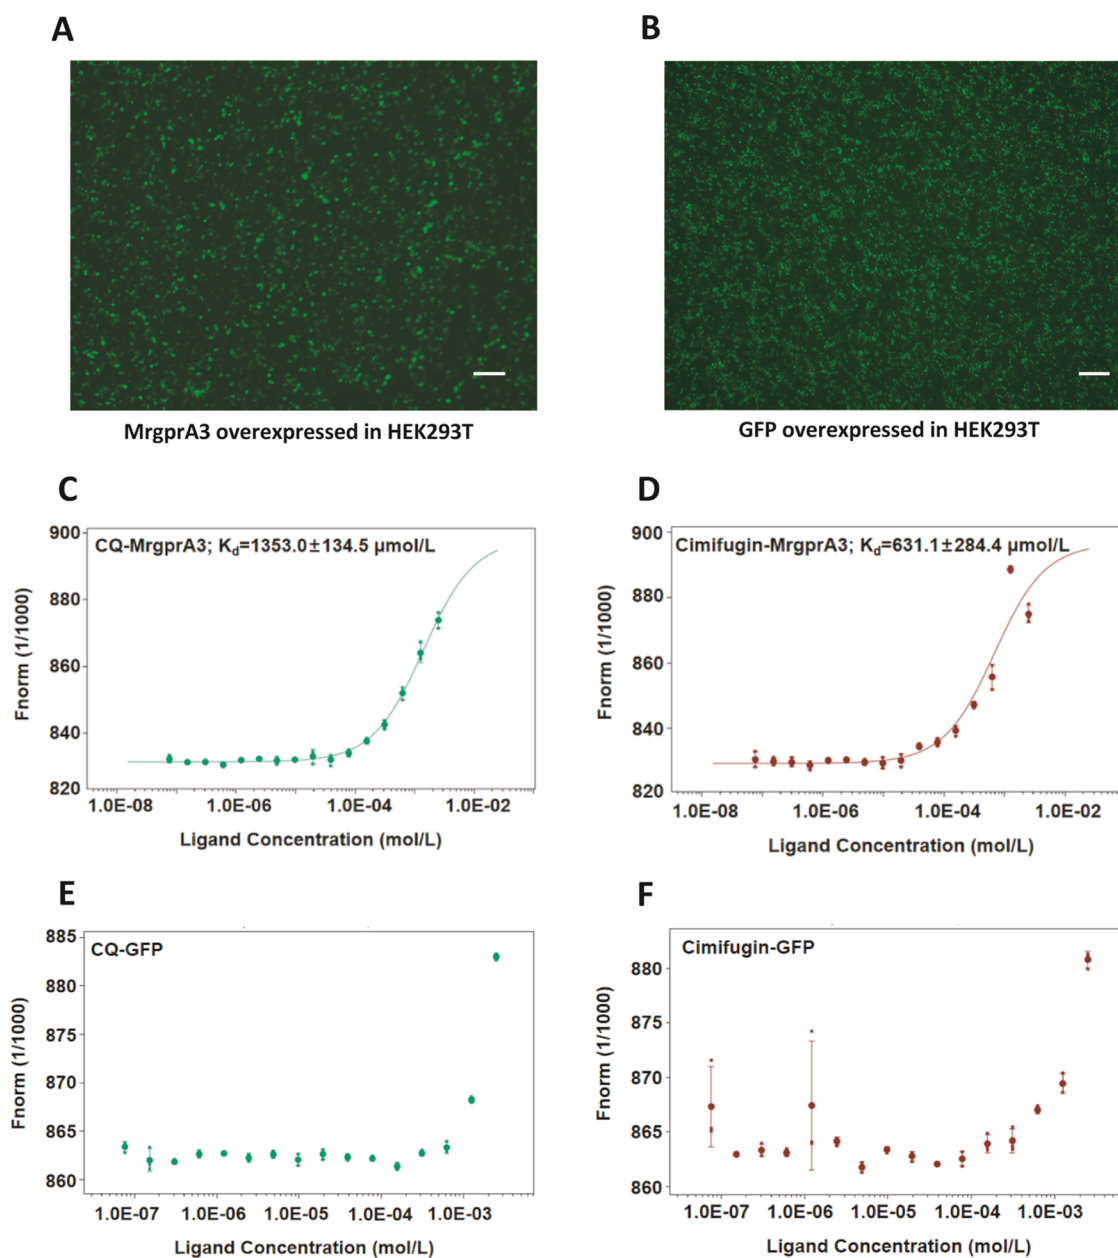 A
B
MrgprA3 overexpressed in HEK293T
GFP overexpressed in HEK293T
C
D
CQ-MrgprA3; Kd=1353.0±134.5 µmol/L
Cimifugin-MrgprA3; Kd=631.1±284.4 µmol/L
900
880
860
840
820
Fnorm (1/1000)
1.0E-08 1.0E-06 1.0E-04 1.0E-02
Ligand Concentration (mol/L)
900
880
860
840
820
Fnorm (1/1000)
1.0E-08 1.0E-06 1.0E-04 1.0E-02
Ligand Concentration (mol/L)
E
F
CQ-GFP
Cimifugin-GFP
885
880
875
870
865
860
Fnorm (1/1000)
1.0E-07 1.0E-06 1.0E-05 1.0E-04 1.0E-03
Ligand Concentration (mol/L)
880
875
870
865
860
Fnorm (1/1000)
1.0E-07 1.0E-06 1.0E-05 1.0E-04 1.0E-03
Ligand Concentration (mol/L)